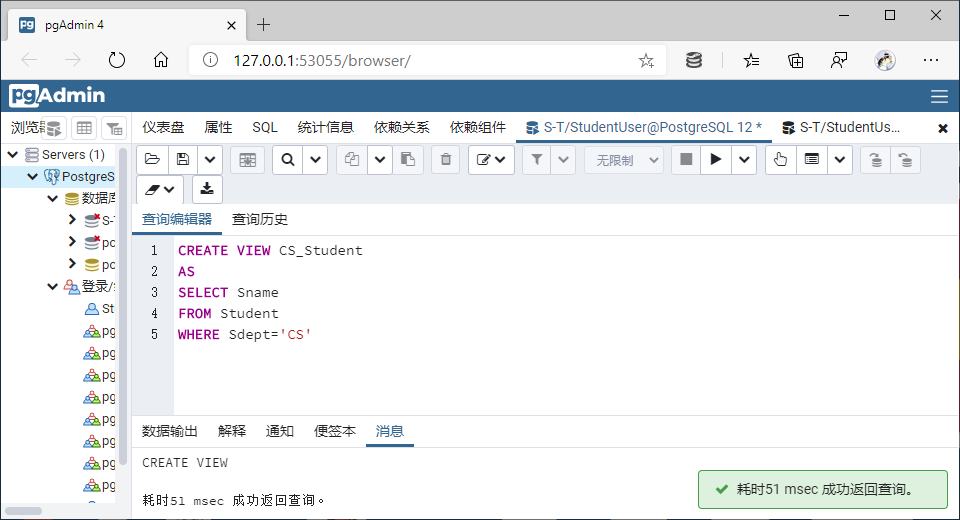 pgAdmin 4
127.0.0.1:53055/browser/
pgAdmin
浏览器
仪表盘 属性 SQL 统计信息 依赖关系 依赖组件 S-T/StudentUser@PostgreSQL 12 * S-T/StudentUs...
Servers (1)
PostgreS
数据库
S-T
po
po
登录/
St
pg
pg
pg
pg
pg
pg
pg
pg
无限制
查询编辑器 查询历史
1 CREATE VIEW CS_Student
2 AS
3 SELECT Sname
4 FROM Student
5 WHERE Sdept='CS'
数据输出 解释 通知 便签本 消息
CREATE VIEW
耗时51 msec 成功返回查询。
耗时51 msec 成功返回查询。